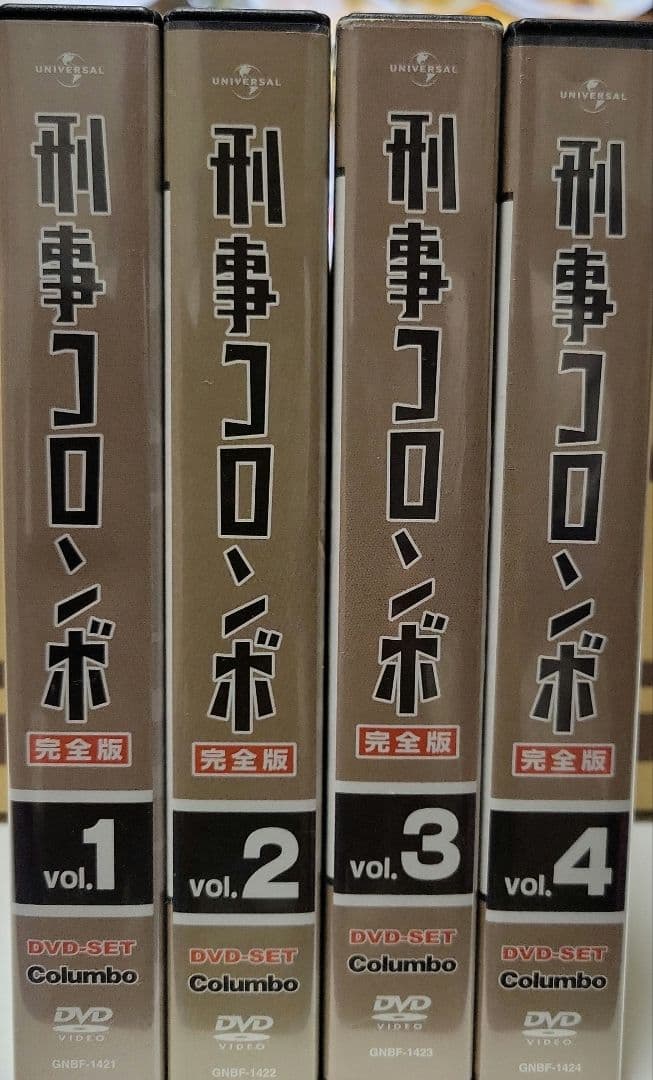 UNIVERSAL
刑事コロンボ
完全版
vol.1
DVD-SET
Columbo
DVD
VIDEO
GNBF-1421
UNIVERSAL
刑事コロンボ
完全版
vol.2
DVD-SET
Columbo
DVD
VIDEO
GNBF-1422
UNIVERSAL
刑事コロンボ
完全版
vol.3
DVD-SET
Columbo
DVD
VIDEO
GNBF-1423
UNIVERSAL
刑事コロンボ
完全版
vol.4
DVD-SET
Columbo
DVD
VIDEO
GNBF-1424